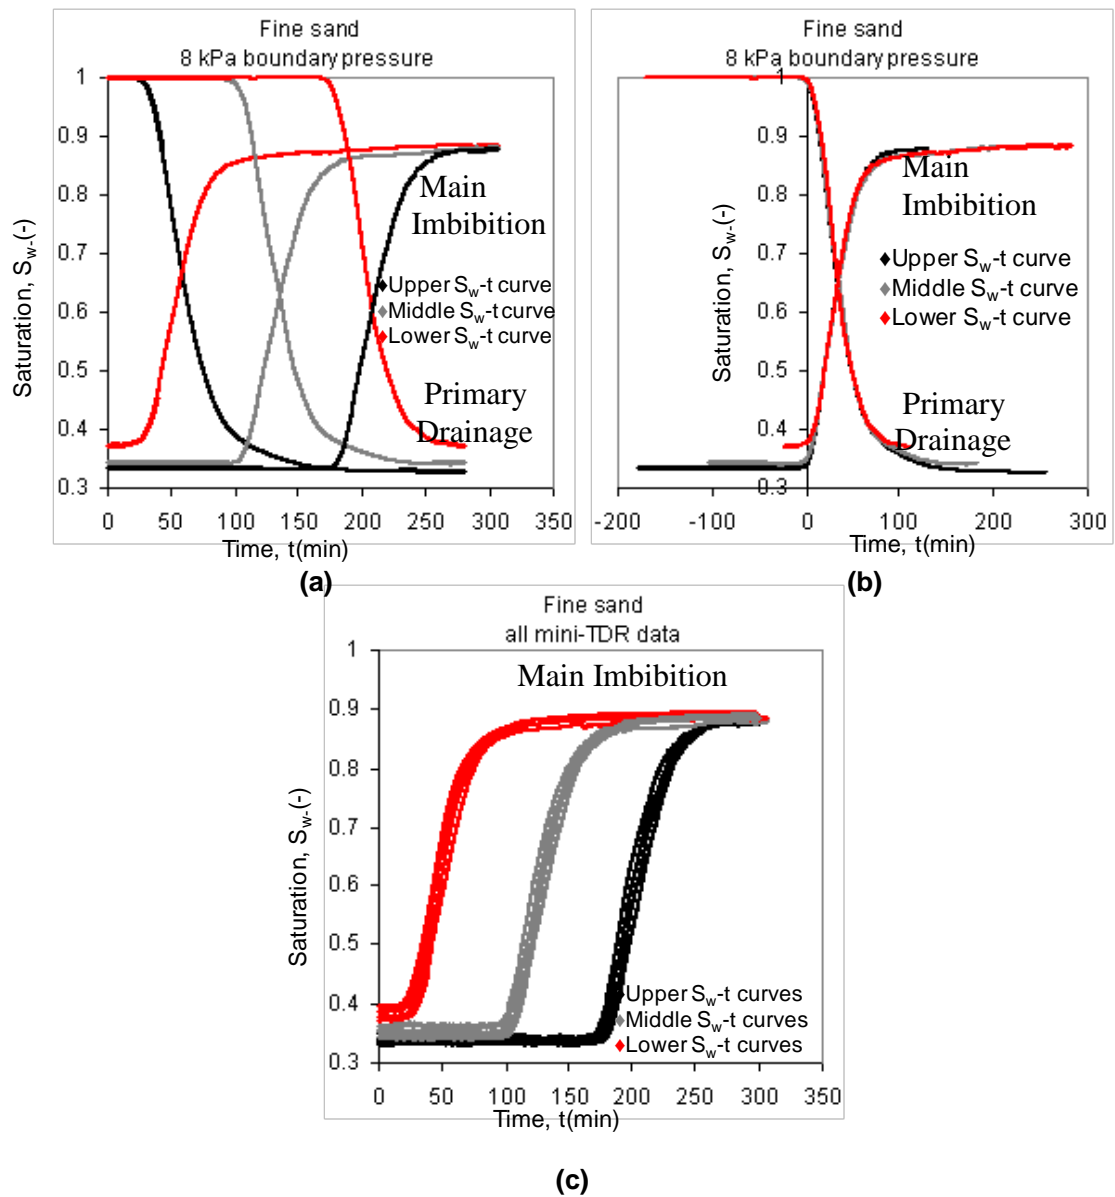 Fine sand
8 kPa boundary pressure
1
0.9
0.8
0.7
0.6
0.5
0.4
0.3
0 50 100 150 200 250 300 350
Saturation, Sw-(-)
Time, t(min)
Main
Imbibition
Upper Sw-t curve
Middle Sw-t curve
Lower Sw-t curve
Primary
Drainage
(a)
Fine sand
8 kPa boundary pressure
1
0.9
0.8
0.7
0.6
0.5
0.4
0.3
-200 -100 0 100 200 300
Saturation, Sw-(-)
Time, t(min)
Main
Imbibition
Upper Sw-t curve
Middle Sw-t curve
Lower Sw-t curve
Primary
Drainage
(b)
Fine sand
all mini-TDR data
Main Imbibition
1
0.9
0.8
0.7
0.6
0.5
0.4
0.3
0 50 100 150 200 250 300 350
Saturation, Sw-(-)
Time, t(min)
Upper Sw-t curves
Middle Sw-t curves
Lower Sw-t curves
(c)